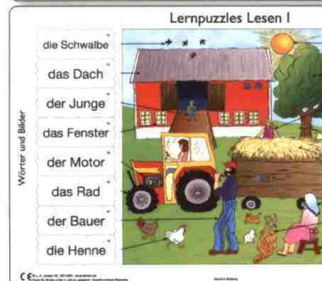 Lernpuzzles Lesen I
die Schwalbe
das Dach
der Junge
das Fenster
der Motor
das Rad
der Bauer
die Henne
Wörter und Bilder
CE